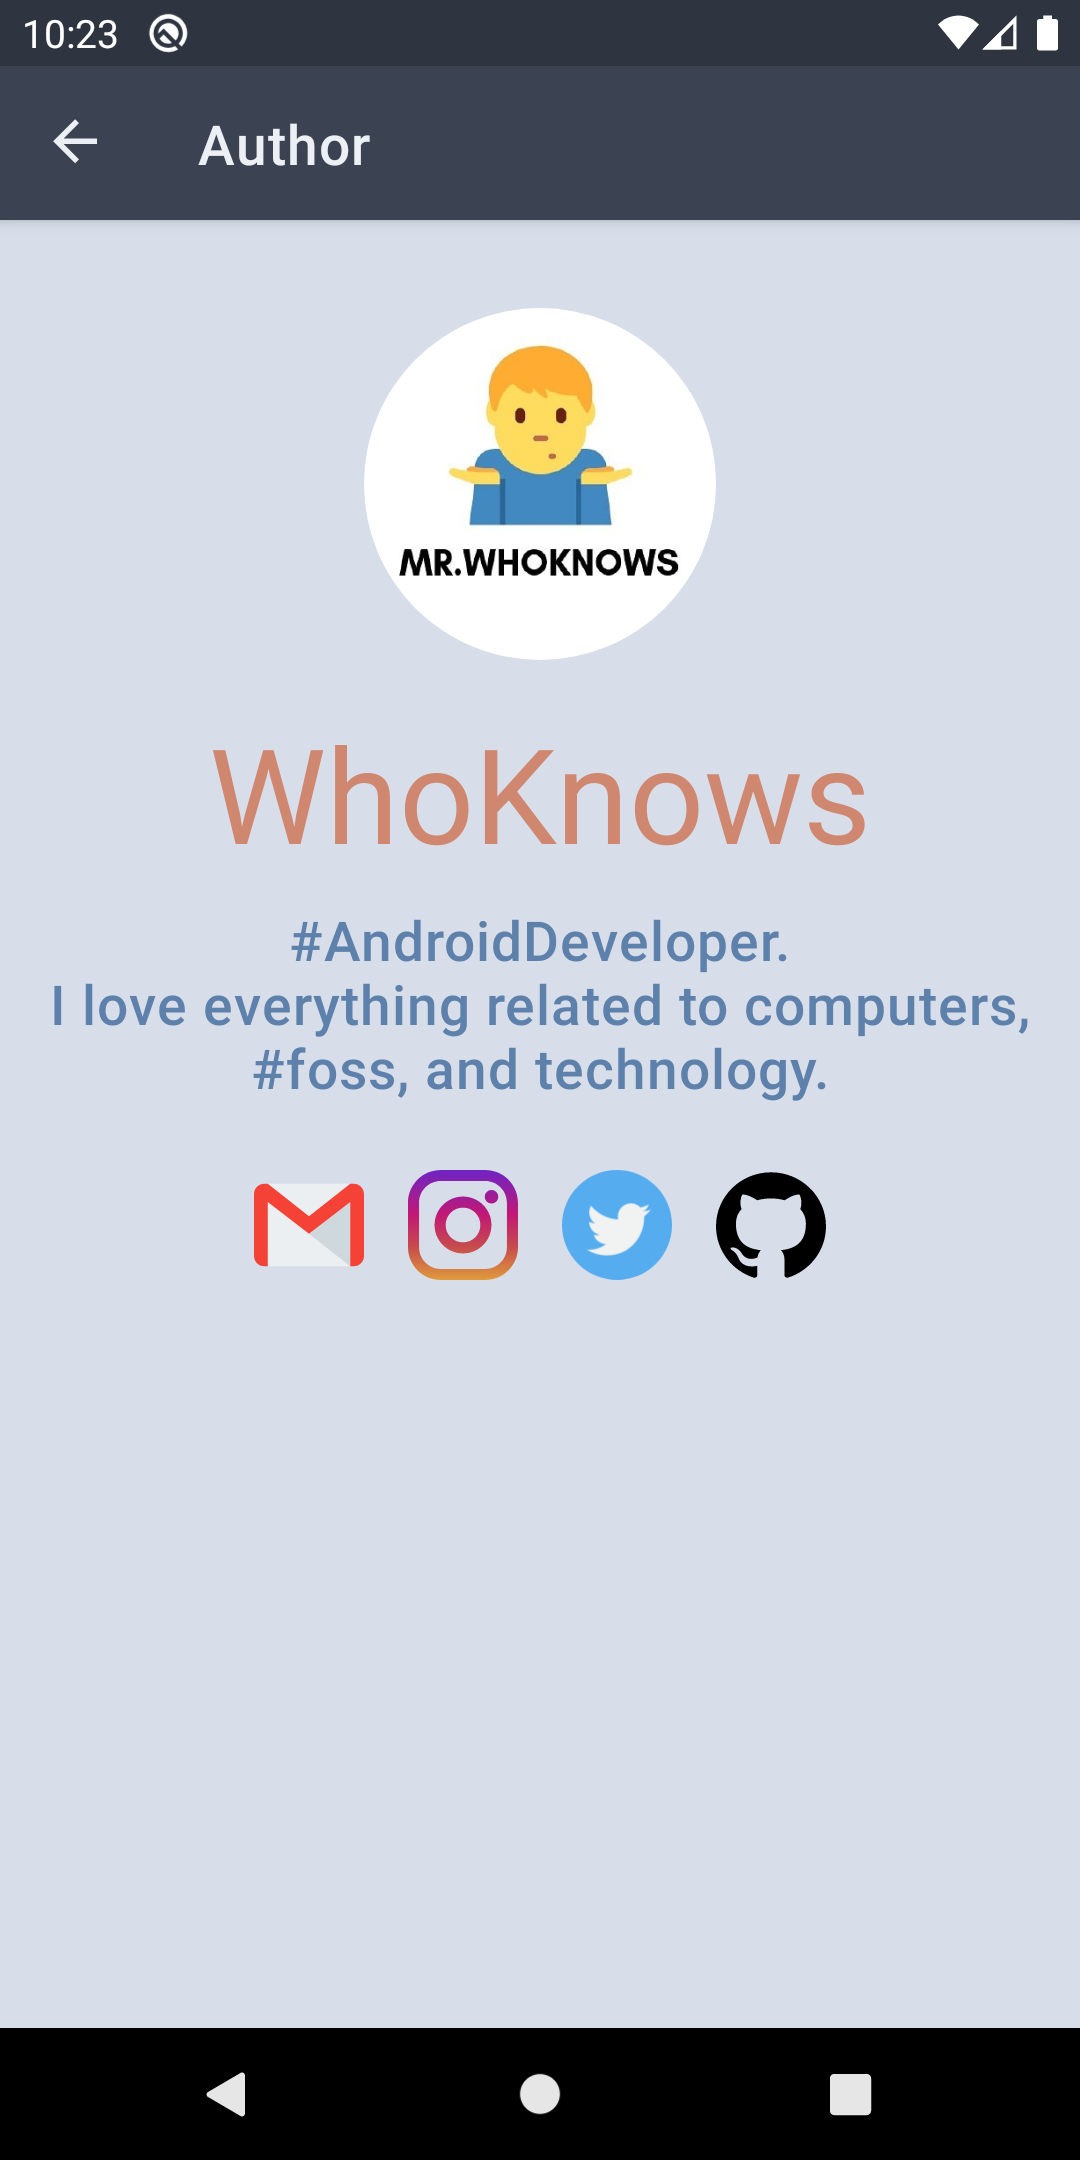 10:23
Author
MR.WHOKNOWS
WhoKnows
#AndroidDeveloper.
I love everything related to computers,
#foss, and technology.